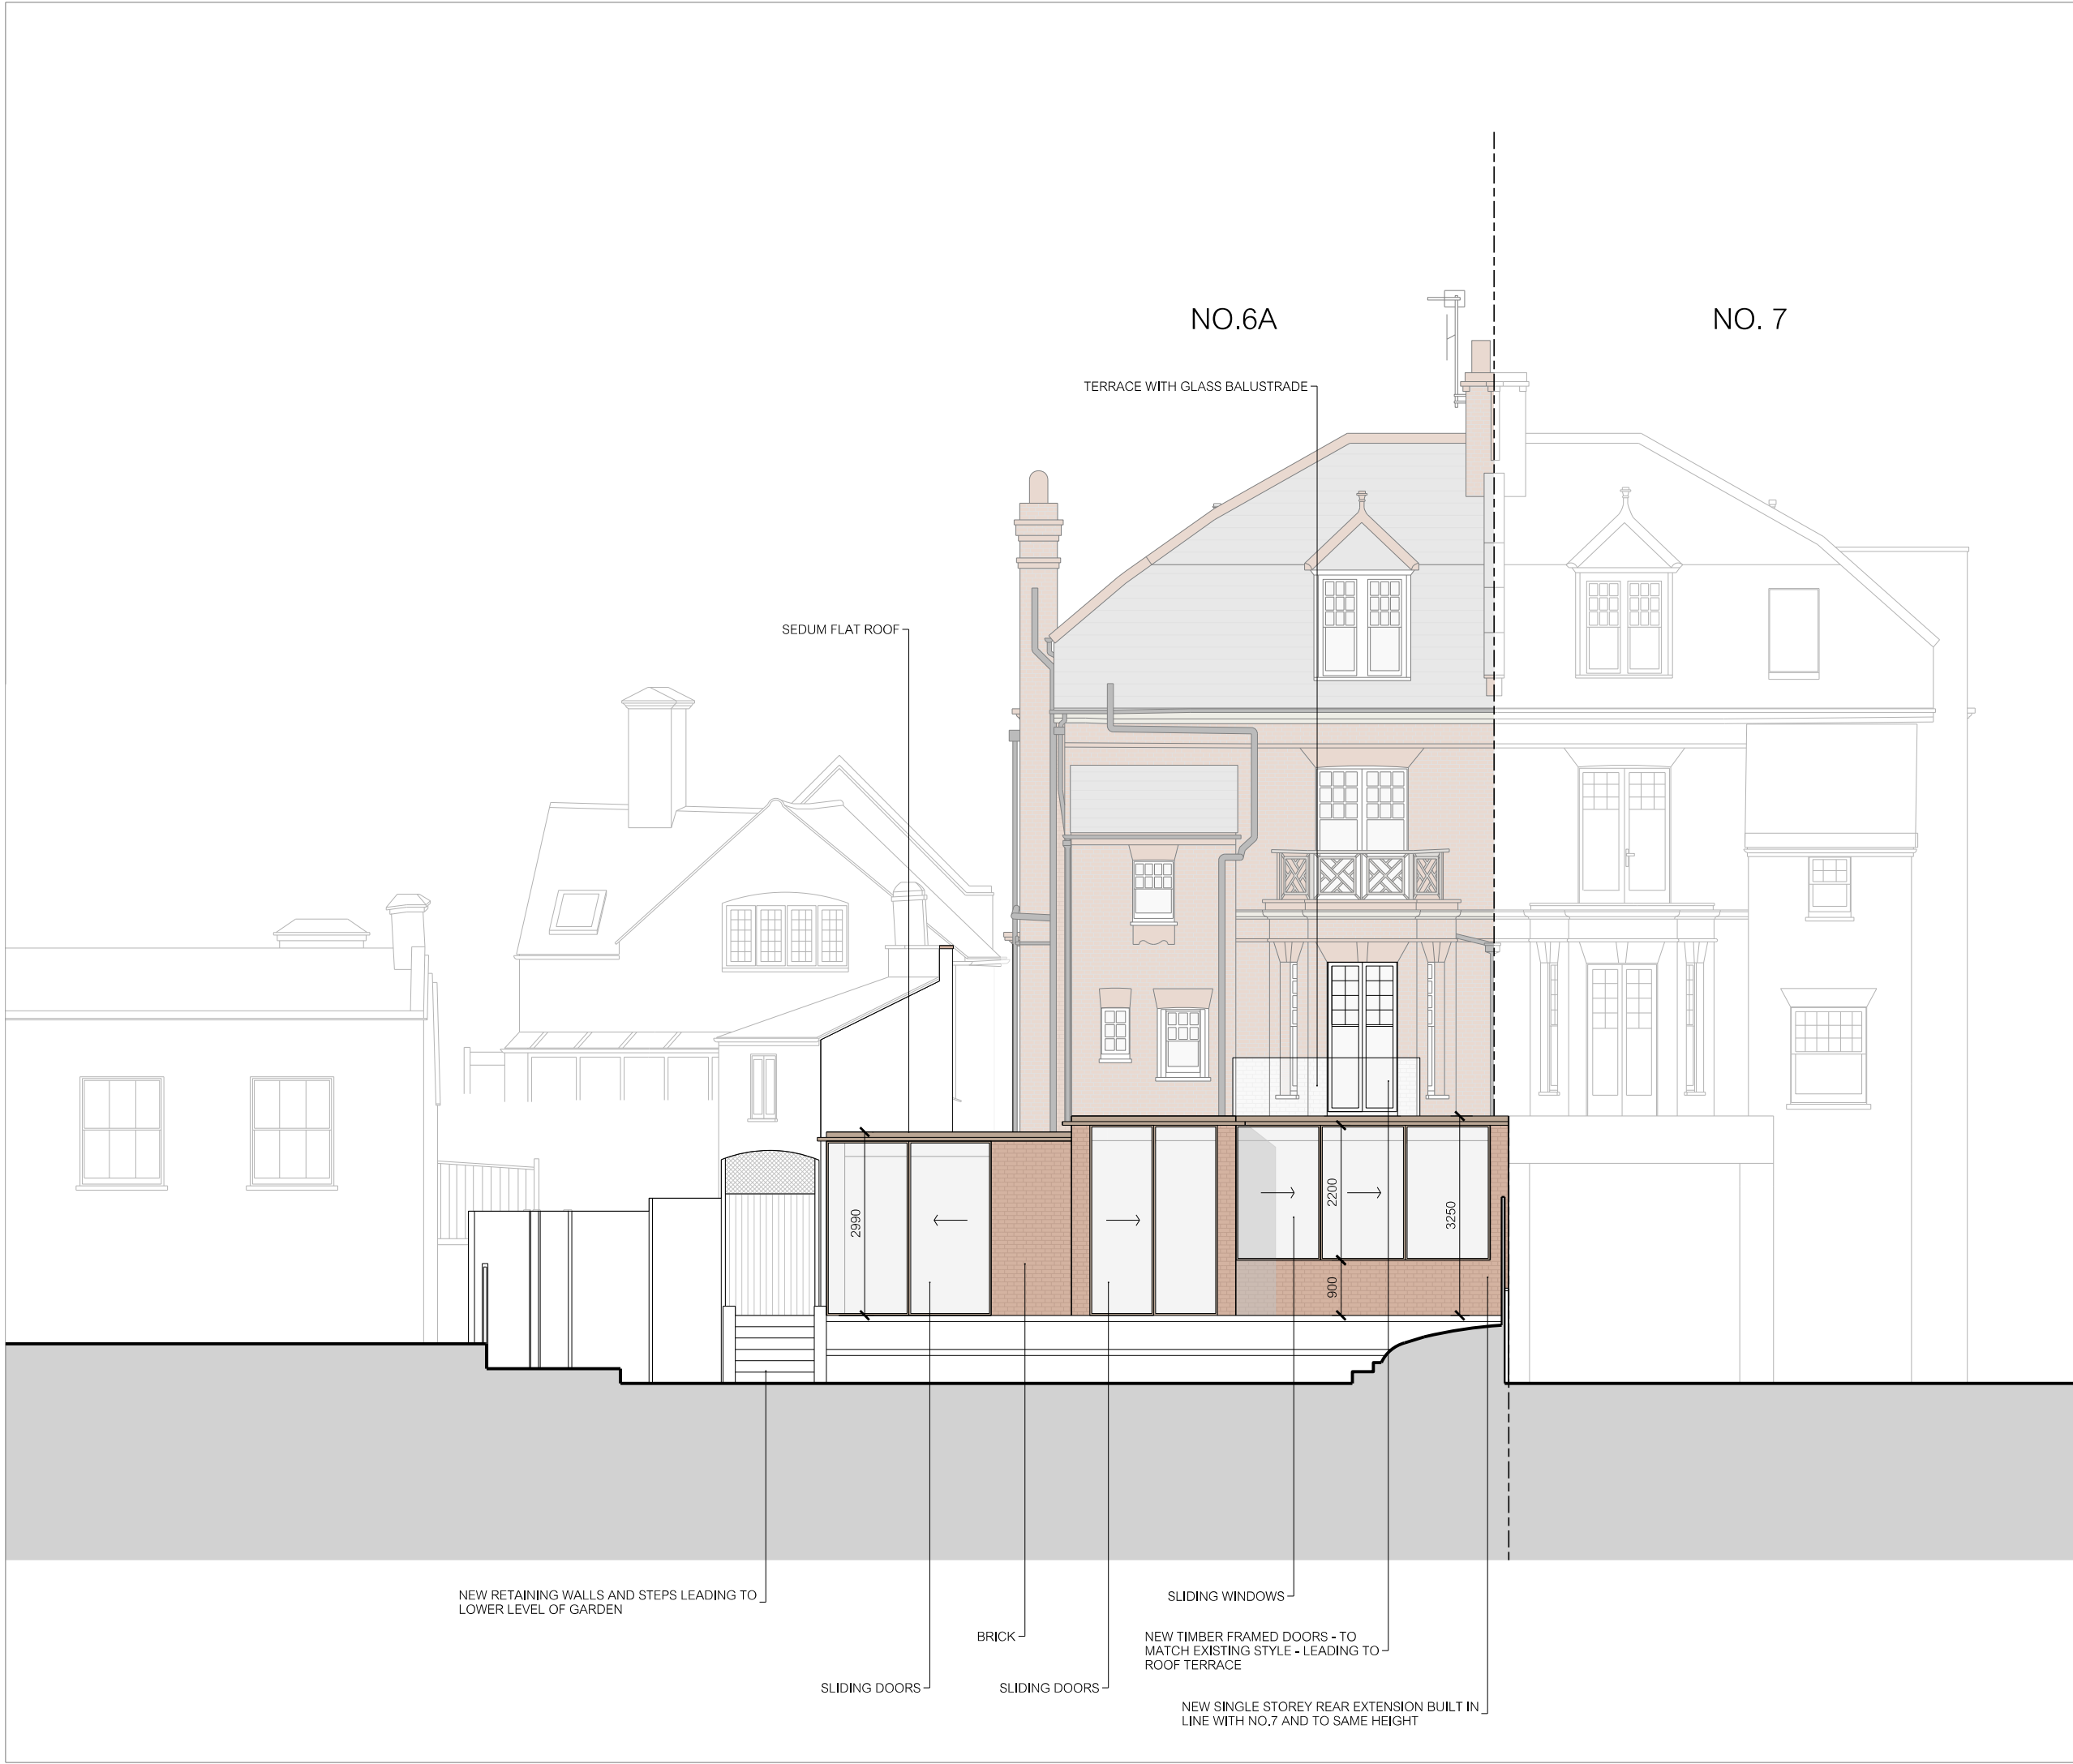 NO.6A
NO. 7
TERRACE WITH GLASS BALUSTRADE
SEDUM FLAT ROOF
2990
2200
900
3250
NEW RETAINING WALLS AND STEPS LEADING TO
LOWER LEVEL OF GARDEN
SLIDING WINDOWS
BRICK
NEW TIMBER FRAMED DOORS - TO
MATCH EXISTING STYLE - LEADING TO
ROOF TERRACE
SLIDING DOORS
SLIDING DOORS
NEW SINGLE STOREY REAR EXTENSION BUILT IN
LINE WITH NO.7 AND TO SAME HEIGHT